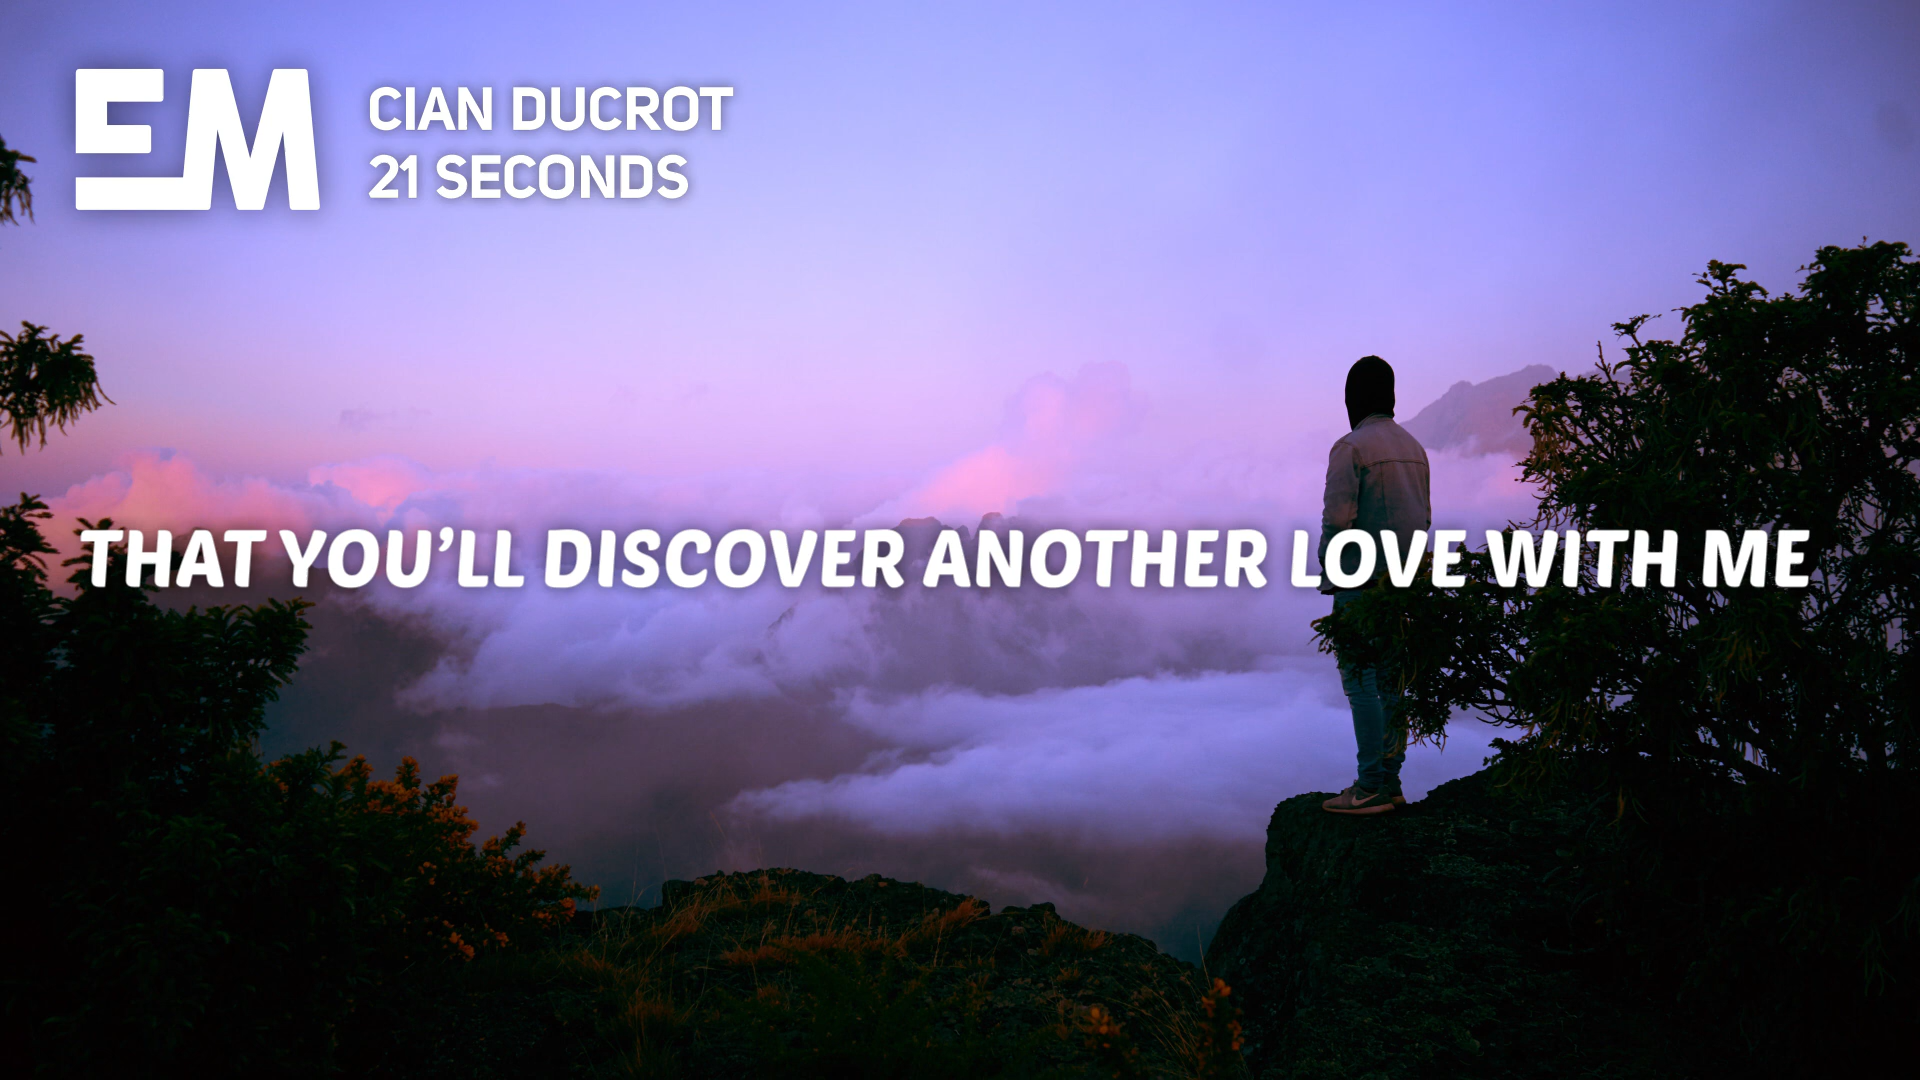 EM
CIAN DUCROT
21 SECONDS
THAT YOU’LL DISCOVER ANOTHER LOVE WITH ME